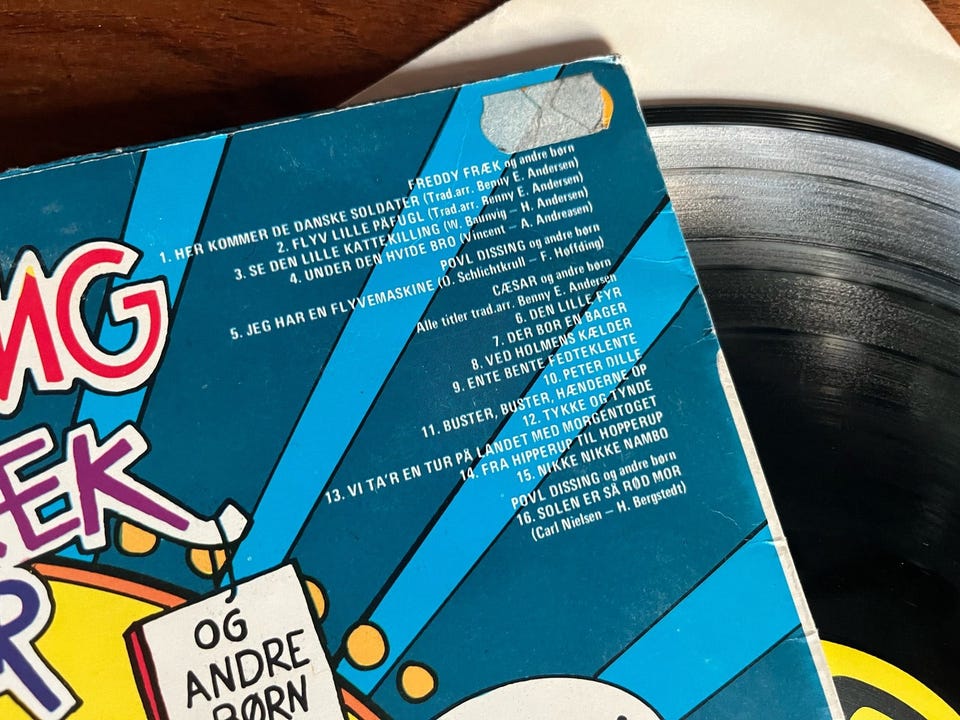 FREDDY FRÆK og andre børn
1. HER KOMMER DE DANSKE SOLDATER (Trad.arr. Benny E. Andersen)
2. FLYV LILLE PÅFUGL (Trad.arr. Benny E. Andersen)
3. SE DEN LILLE KATTEKILLING (W. Baunvig – H. Andersen)
4. UNDER DEN HVIDE BRO (Vincent – A. Andreasen)
POVL DISSING og andre børn
5. JEG HAR EN FLYVEMASKINE (O. Schlichtkrull – F. Høffding)
CÆSAR og andre børn
Alle titler trad.arr. Benny E. Andersen
6. DEN LILLE FYR
7. DER BOR EN BAGER
8. VED HOLMENS KÆLDER
9. ENTE BENTE FEDTEKLENTE
10. PETER DILLE
11. BUSTER, BUSTER, HÆNDERNE OP
12. TYKKE OG TYNDE
13. VI TA'R EN TUR PÅ LANDET MED MORGENTOGET
14. FRA HIPPERUP TIL HOPPERUP
15. NIKKE NIKKE NAMBO
POVL DISSING og andre børn
16. SOLEN ER SÅ RØD MOR
(Carl Nielsen – H. Bergstedt)
NG
ÆK
R
OG
ANDRE
BØRN